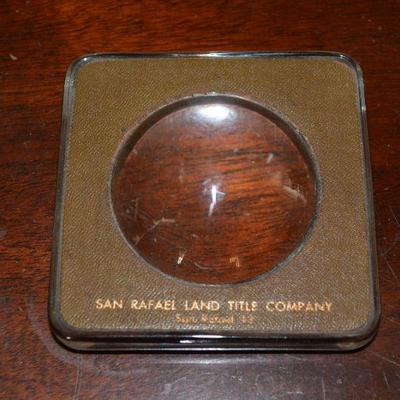 SAN RAFAEL LAND TITLE COMPANY
San Rafael